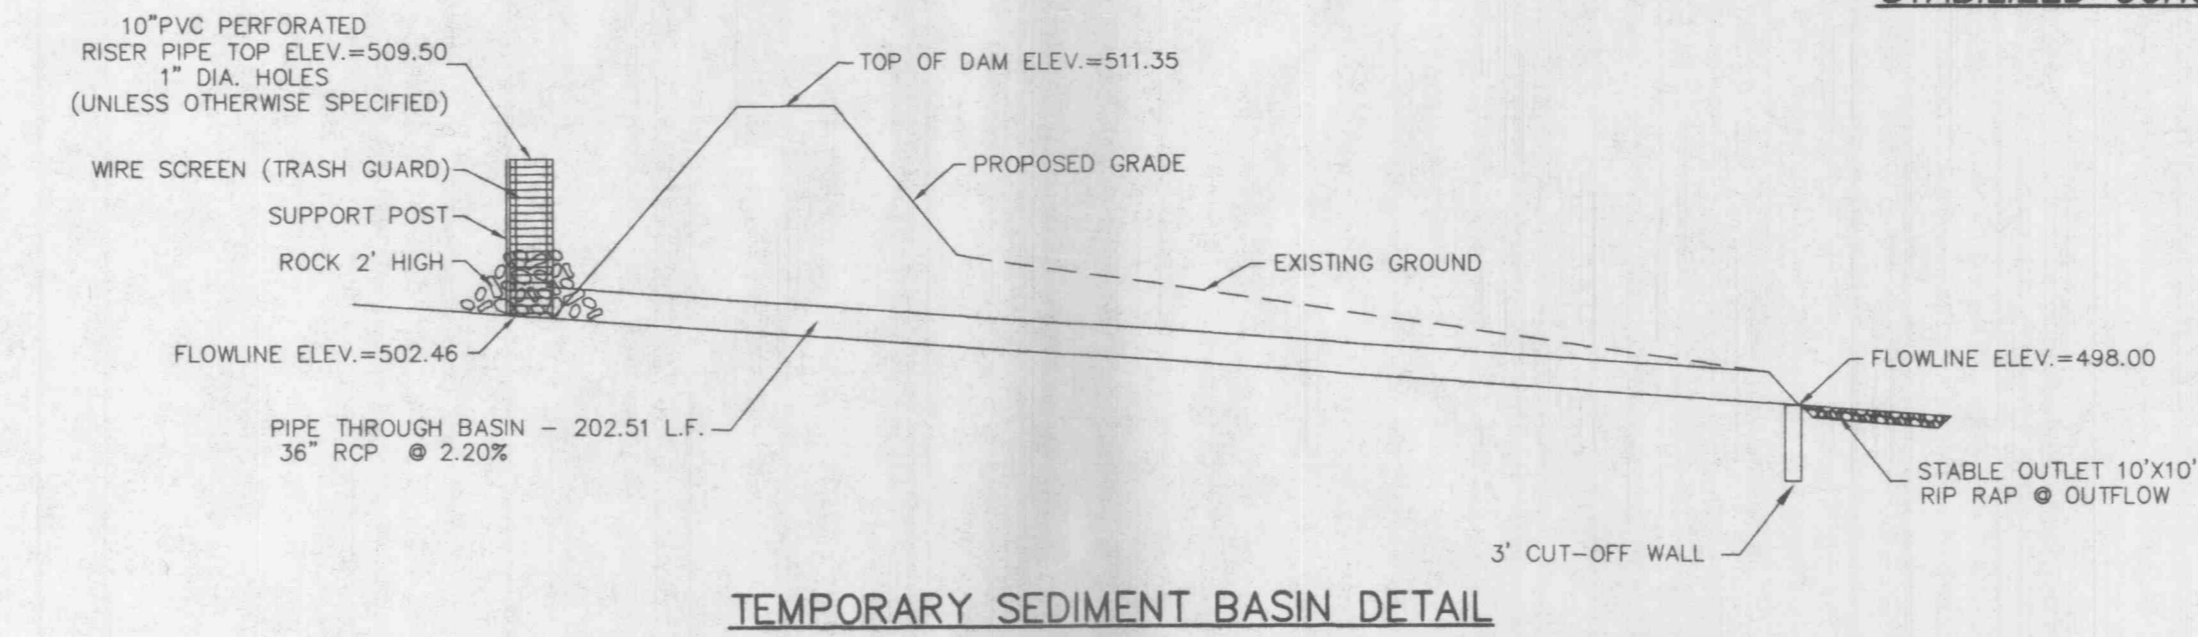 10"PVC PERFORATED
RISER PIPE TOP ELEV.=509.50
1" DIA. HOLES
(UNLESS OTHERWISE SPECIFIED)
TOP OF DAM ELEV.=511.35
WIRE SCREEN (TRASH GUARD)
PROPOSED GRADE
SUPPORT POST
ROCK 2' HIGH
EXISTING GROUND
FLOWLINE ELEV.=502.46
FLOWLINE ELEV.=498.00
PIPE THROUGH BASIN - 202.51 L.F.
36" RCP @ 2.20%
STABLE OUTLET 10'X10'
RIP RAP @ OUTFLOW
3' CUT-OFF WALL
TEMPORARY SEDIMENT BASIN DETAIL